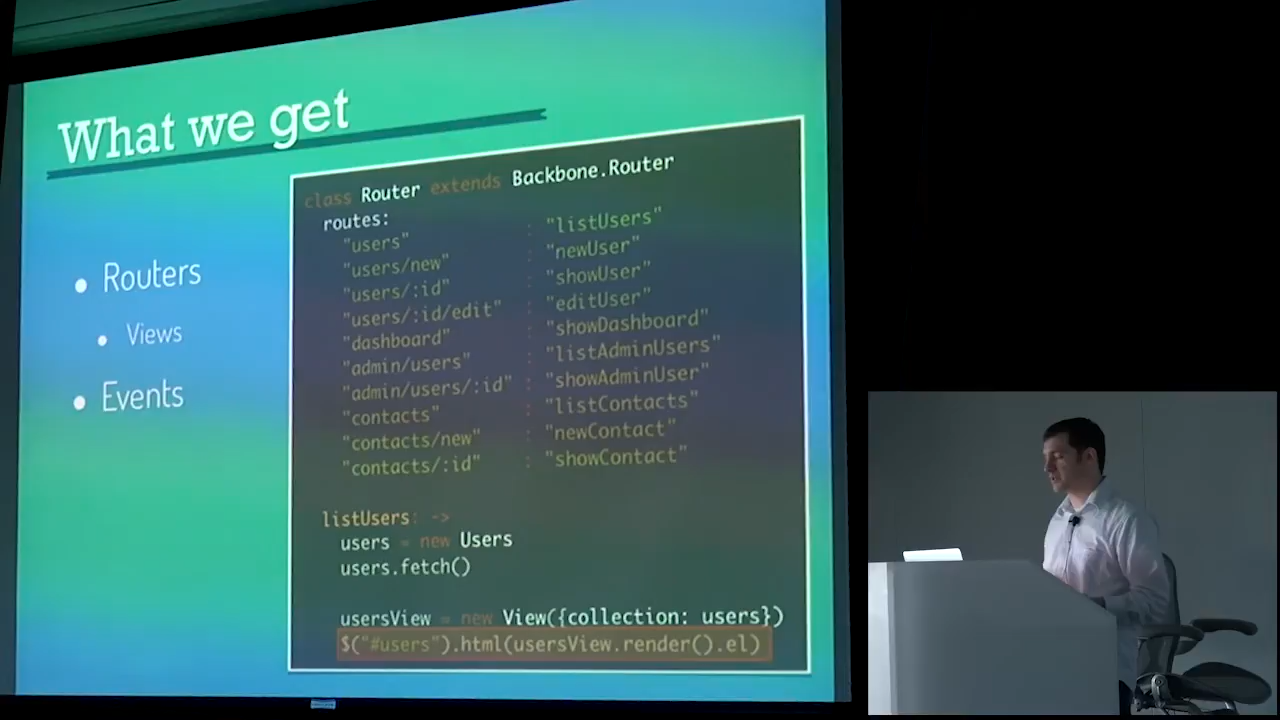 What we get
• Routers
• Views
• Events
class Router extends Backbone.Router
routes:
"users" : "listUsers"
"users/new" : "newUser"
"users/:id" : "showUser"
"users/:id/edit" : "editUser"
"dashboard" : "showDashboard"
"admin/users" : "listAdminUsers"
"admin/users/:id" : "showAdminUser"
"contacts" : "listContacts"
"contacts/new" : "newContact"
"contacts/:id" : "showContact"
listUsers: ->
users = new Users
users.fetch()
usersView = new View({collection: users})
$("#users").html(usersView.render().el)